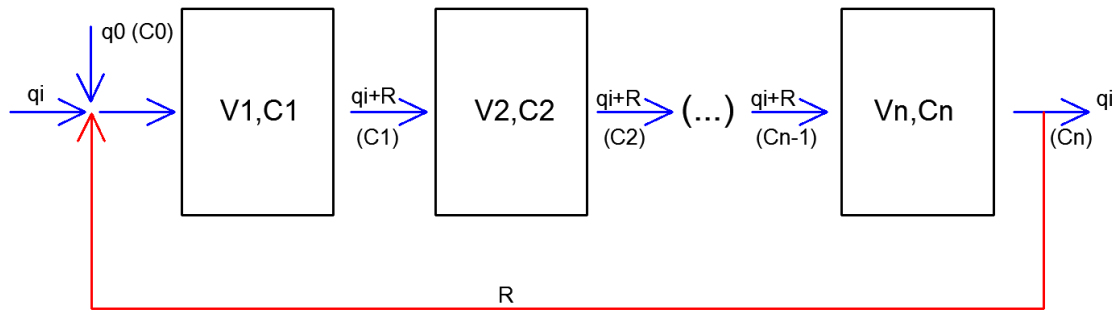 q0 (C0)
qi
V1,C1
qi+R
(C1)
V2,C2
qi+R
(C2)
(...)
qi+R
(Cn-1)
Vn,Cn
qi
(Cn)
R